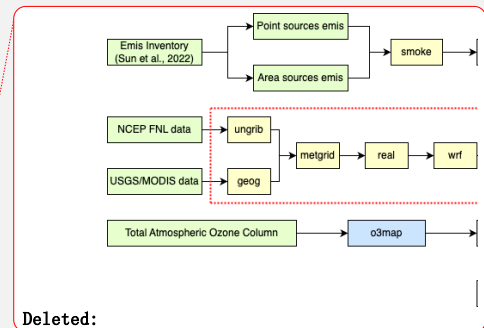 Point sources emis
Emis Inventory
(Sun et al., 2022)
smoke
Area sources emis
NCEP FNL data
ungrib
metgrid
real
wrf
USGS/MODIS data
geog
Total Atmospheric Ozone Column
o3map
Deleted: